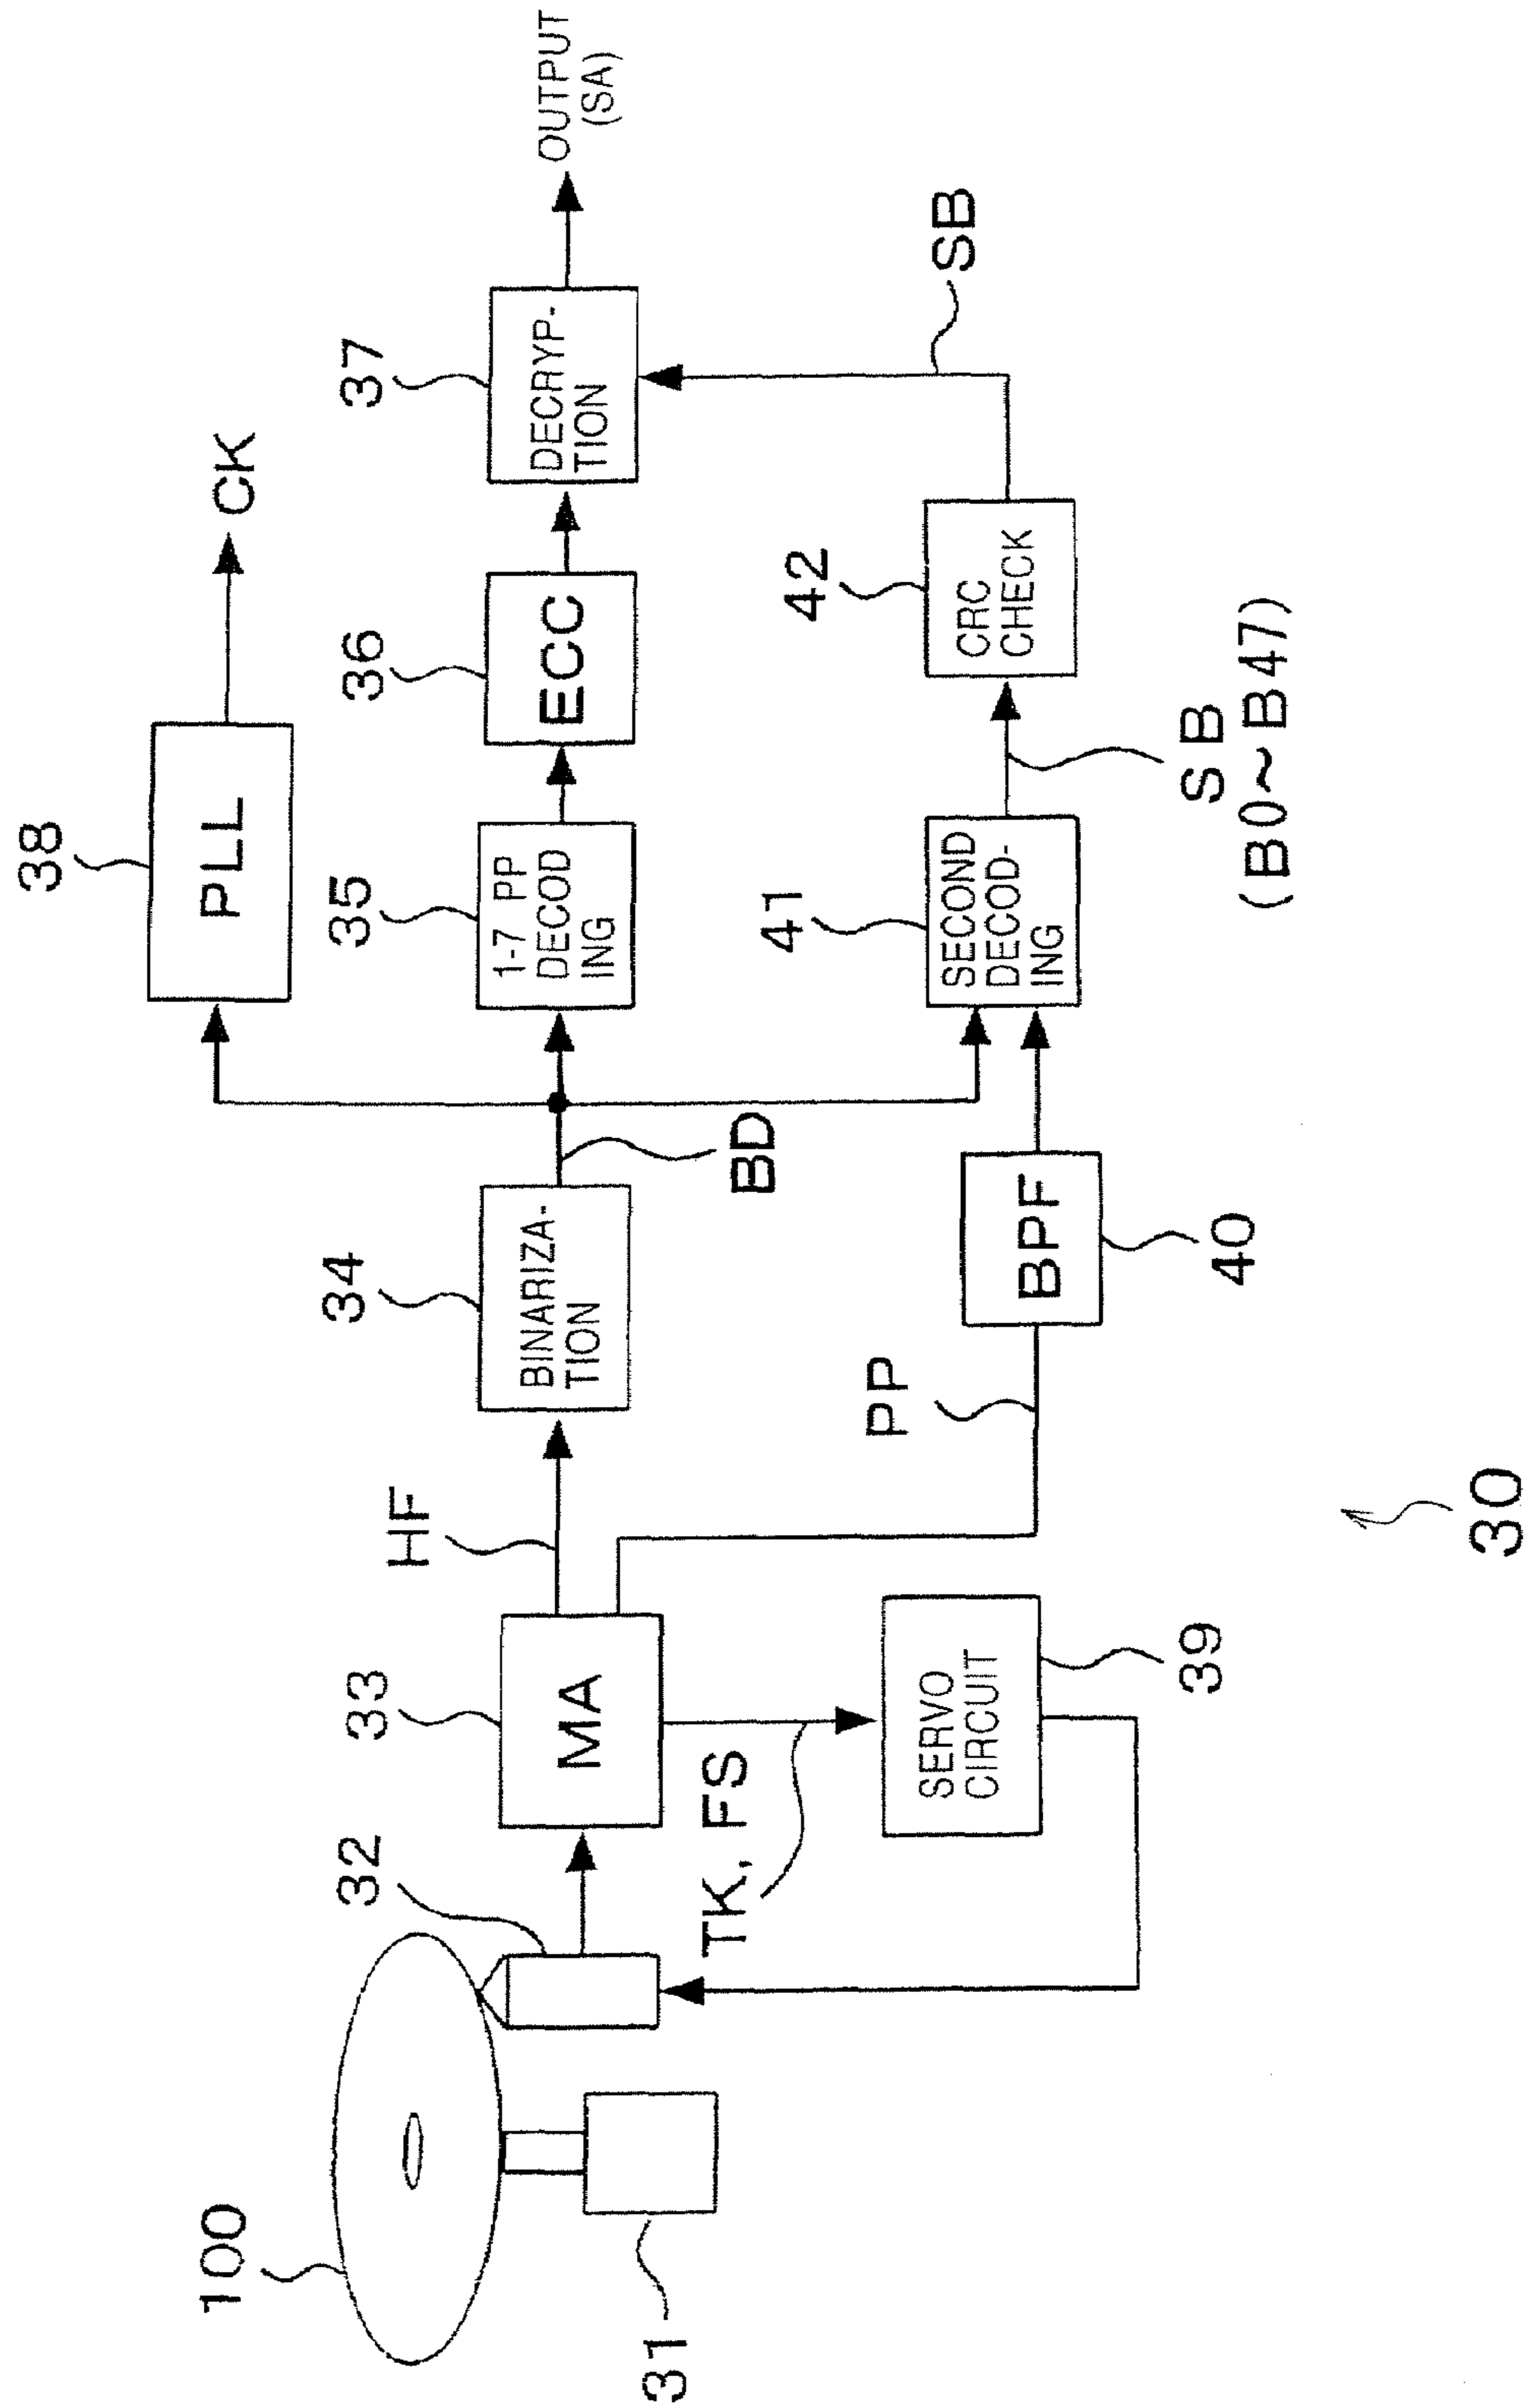 38
PLL
CK
100
32
33
MA
HF
34
BINARIZA-
TION
BD
35
1-7 PP
DECOD
ING
36
ECC
37
DECRYP-
TION
OUTPUT
(SA)
31
TK, FS
SERVO
CIRCUIT
39
PP
BPF
40
41
SECOND
DECOD-
ING
42
CRC
CHECK
SB
SB
(B0~B47)
30